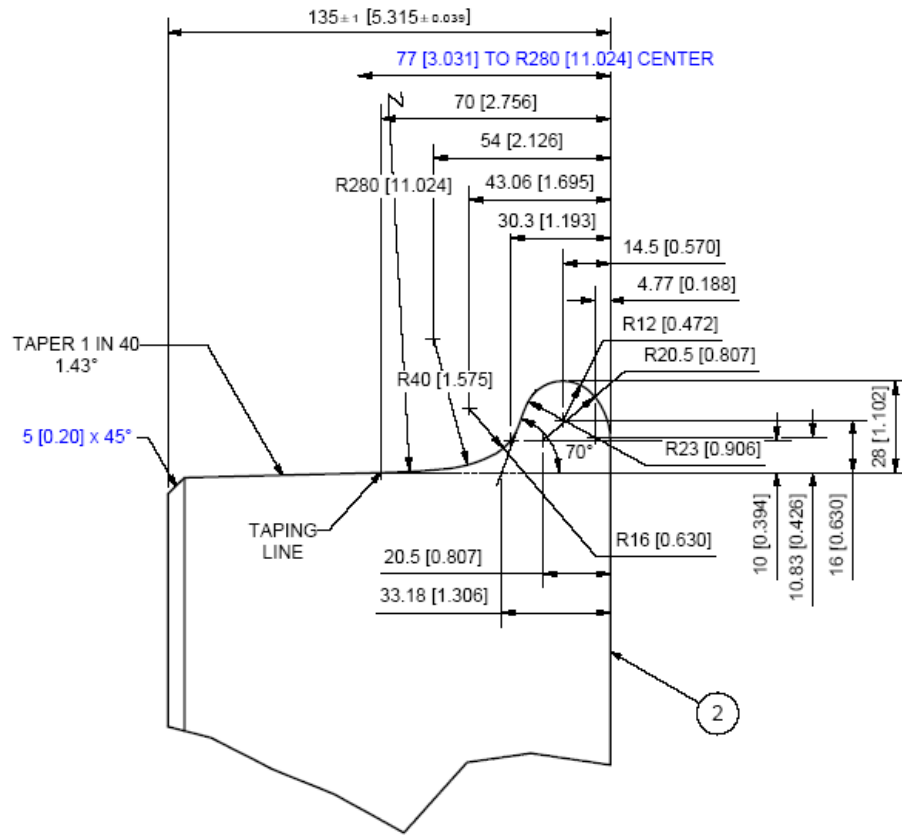 135±1 [5.315±0.039]
77 [3.031] TO R280 [11.024] CENTER
70 [2.756]
54 [2.126]
R280 [11.024]
43.06 [1.695]
30.3 [1.193]
14.5 [0.570]
4.77 [0.188]
R12 [0.472]
TAPER 1 IN 40
1.43°
R20.5 [0.807]
R40 [1.575]
5 [0.20] x 45°
70°
R23 [0.906]
28 [1.102]
TAPING
LINE
R16 [0.630]
10 [0.394]
10.83 [0.426]
16 [0.630]
20.5 [0.807]
33.18 [1.306]
2